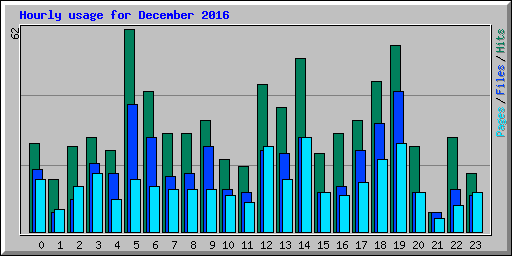 Hourly usage for December 2016
62
Pages/Files/Hits
0 1 2 3 4 5 6 7 8 9 10 11 12 13 14 15 16 17 18 19 20 21 22 23